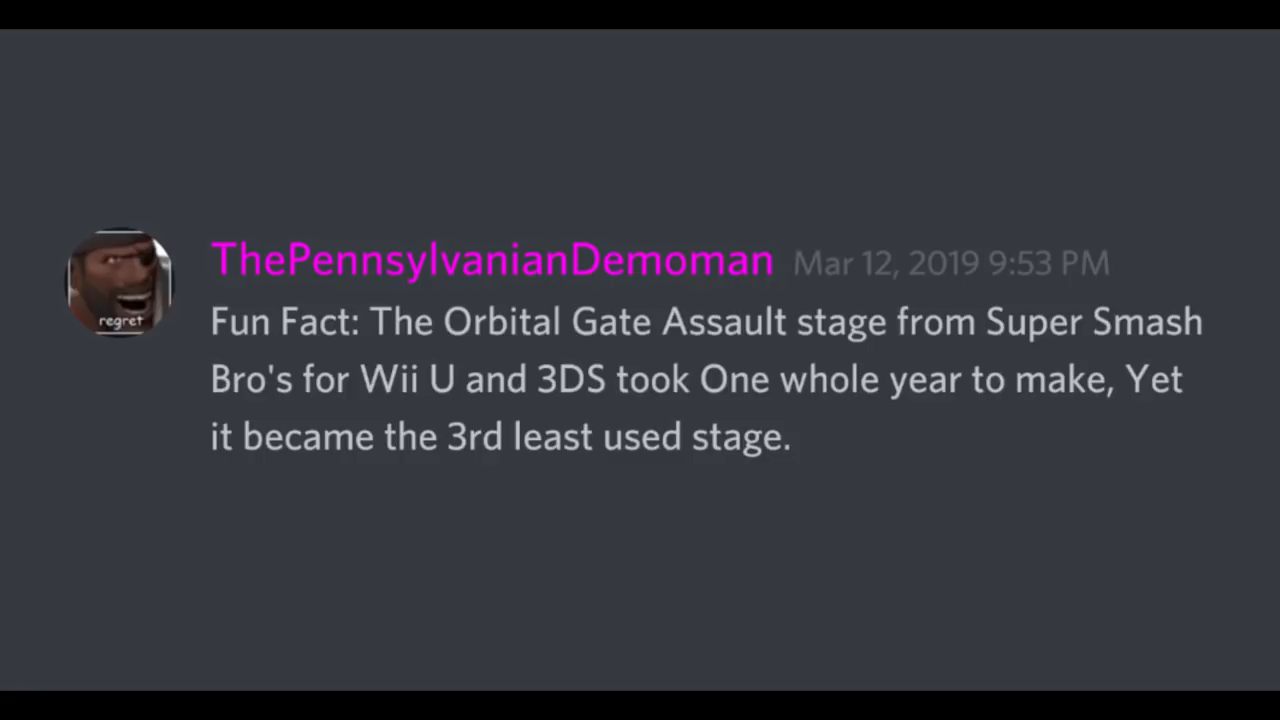 ThePennsylvanianDemoman Mar 12, 2019 9:53 PM
Fun Fact: The Orbital Gate Assault stage from Super Smash
Bro's for Wii U and 3DS took One whole year to make, Yet
it became the 3rd least used stage.
regret